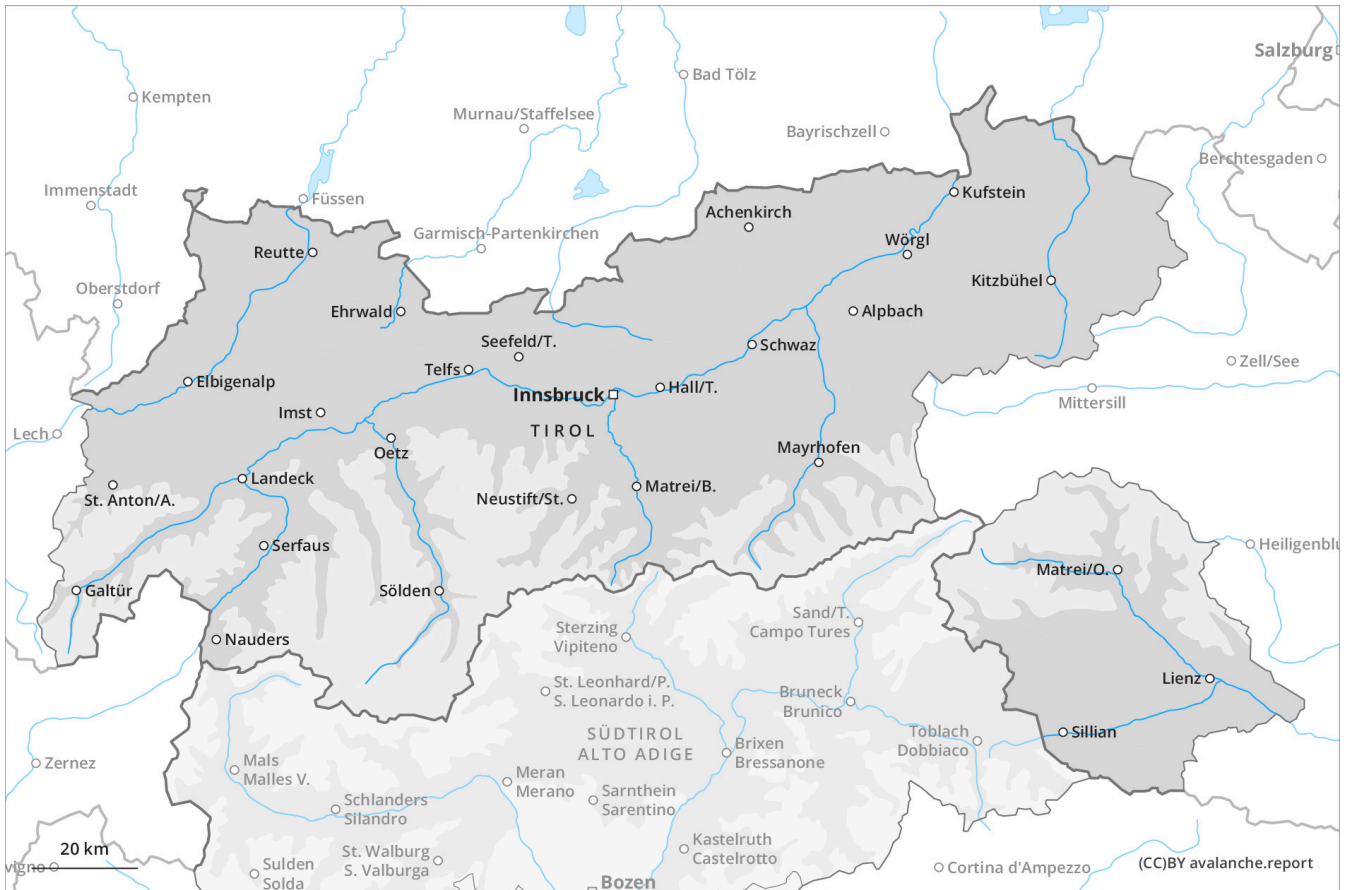 Salzburg
Bad Tölz
Kempten
Murnau/Staffelsee
Bayrischzell
Berchtesgaden
Immenstadt
Füssen
Kufstein
Achenkirch
Garmisch-Partenkirchen
Wörgl
Reutte
Oberstdorf
Kitzbühel
Ehrwald
Alpbach
Seefeld/T.
Schwaz
Zell/See
Telfs
Elbigenalp
Hall/T.
Innsbruck
Mittersill
Imst
TIROL
Lech
Oetz
Mayrhofen
Landeck
Matrei/B.
St. Anton/A.
Neustift/St.
Serfaus
Heiligenblu
Matrei/O.
Galtür
Sölden
Sand/T.
Campo Tures
Nauders
Sterzing
Vipiteno
Lienz
St. Leonhard/P.
S. Leonardo i. P.
Bruneck
Brunico
Sillian
SÜDTIROL
ALTO ADIGE
Toblach
Dobbiaco
Brixen
Bressanone
Zernez
Mals
Malles V.
Meran
Merano
Sarnthein
Sarentino
Schlanders
Silandro
Kastelruth
Castelrotto
20 km
St. Walburg
S. Valburga
vigno
Sulden
Solda
Cortina d'Ampezzo
(CC)BY avalanche.report
Bozen